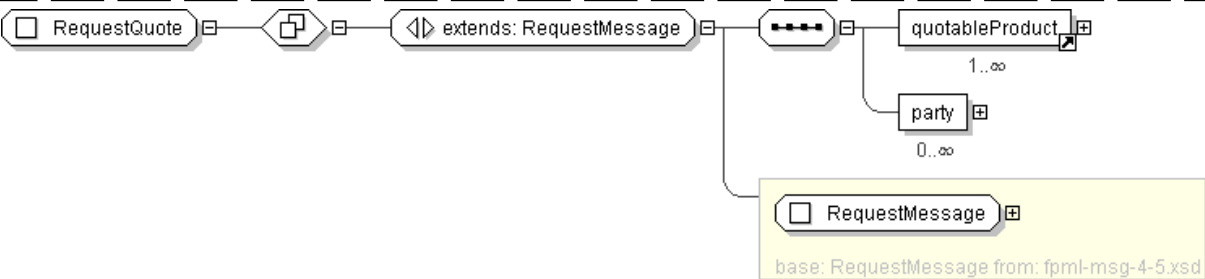 RequestQuote
extends: RequestMessage
quotableProduct
1..∞
party
0..∞
RequestMessage
base: RequestMessage from: fpml-msg-4-5.xsd